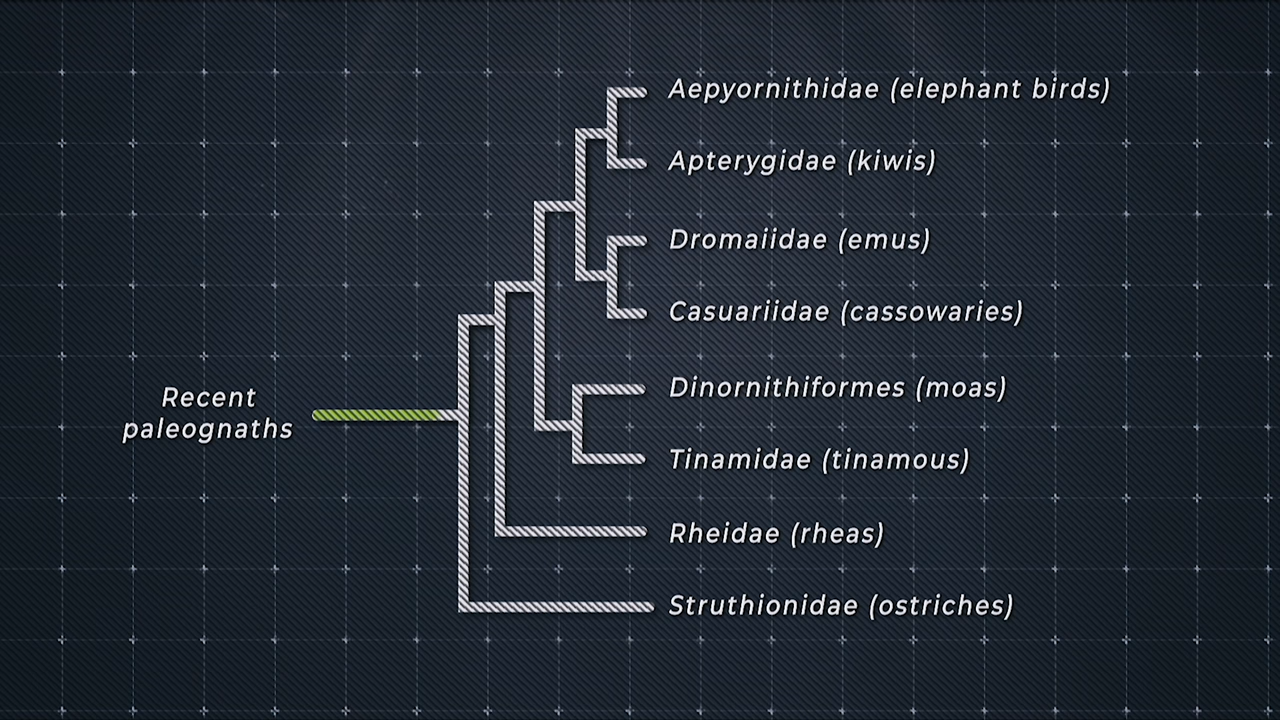 Aepyornithidae (elephant birds)
Apterygidae (kiwis)
Dromaiidae (emus)
Casuariidae (cassowaries)
Dinornithiformes (moas)
Recent
paleognaths
Tinamidae (tinamous)
Rheidae (rheas)
Struthionidae (ostriches)